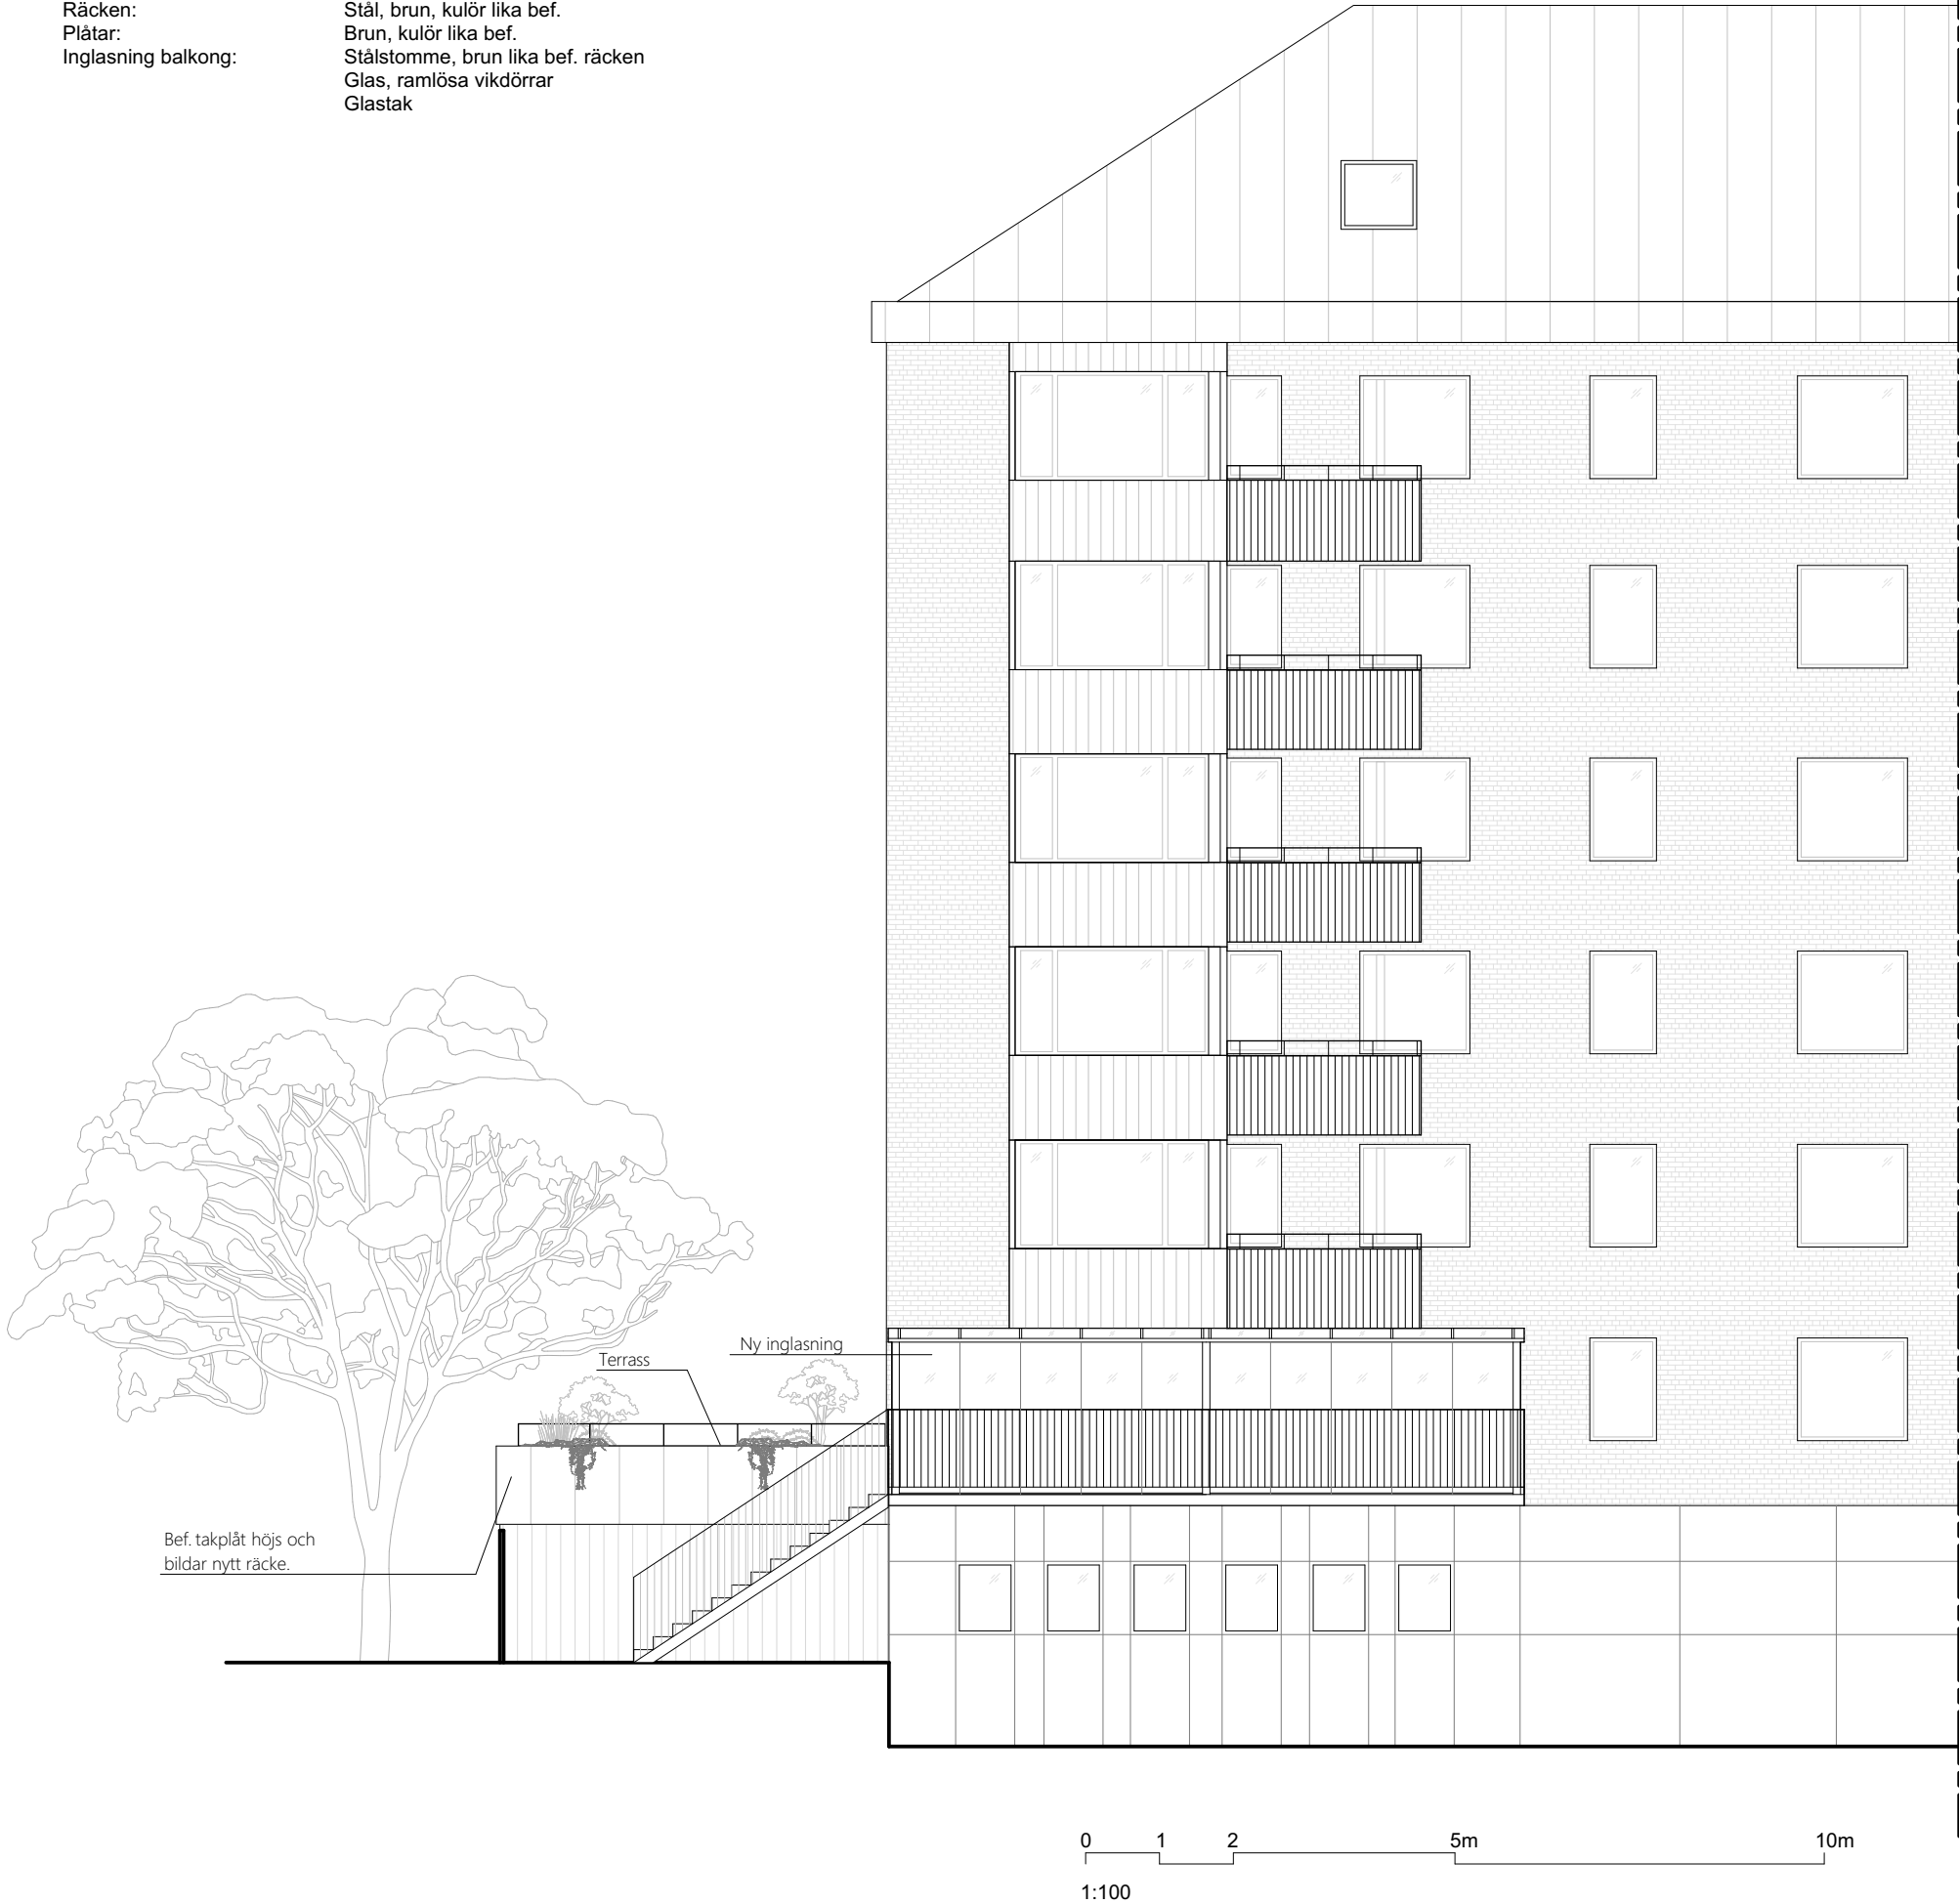 Räcken: Stål, brun, kulör lika bef.
Plåtar: Brun, kulör lika bef.
Inglasning balkong: Stålstomme, brun lika bef. räcken
Glas, ramlösa vikdörrar
Glastak
Ny inglasning
Terrass
Bef. takplåt höjs och
bildar nytt räcke.
0 1 2 5m 10m
1:100